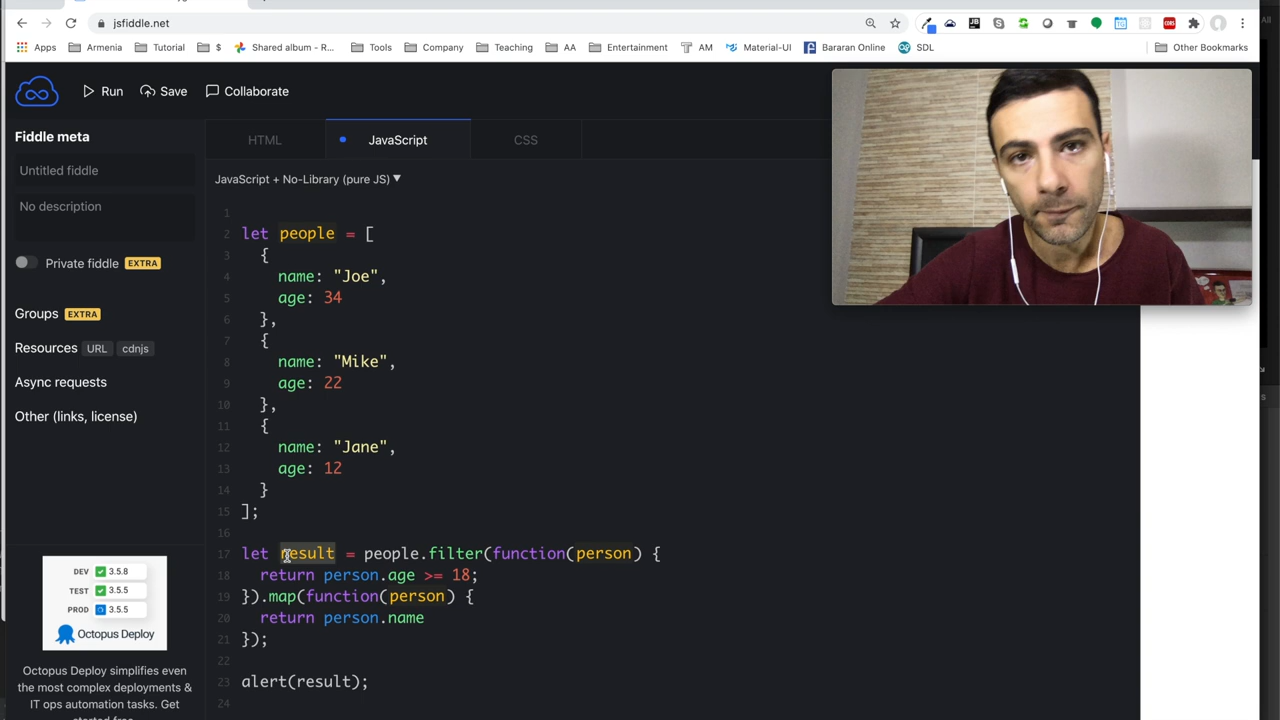 jsfiddle.net
Apps Armenia Tutorial $ Shared album - R... Tools Company Teaching AA Entertainment AM Material-UI Bararan Online SDL Other Bookmarks
Run Save Collaborate
Fiddle meta
Untitled fiddle
No description
Private fiddle EXTRA
Groups EXTRA
Resources URL cdnjs
Async requests
Other (links, license)
DEV 3.5.8
TEST 3.5.5
PROD 3.5.5
Octopus Deploy
Octopus Deploy simplifies even
the most complex deployments &
IT ops automation tasks. Get
HTML JavaScript CSS
JavaScript + No-Library (pure JS)
1
2 let people = [
3 {
4 name: "Joe",
5 age: 34
6 },
7 {
8 name: "Mike",
9 age: 22
10 },
11 {
12 name: "Jane",
13 age: 12
14 }
15 ];
16
17 let result = people.filter(function(person) {
18 return person.age >= 18;
19 }).map(function(person) {
20 return person.name
21 });
22
23 alert(result);
24